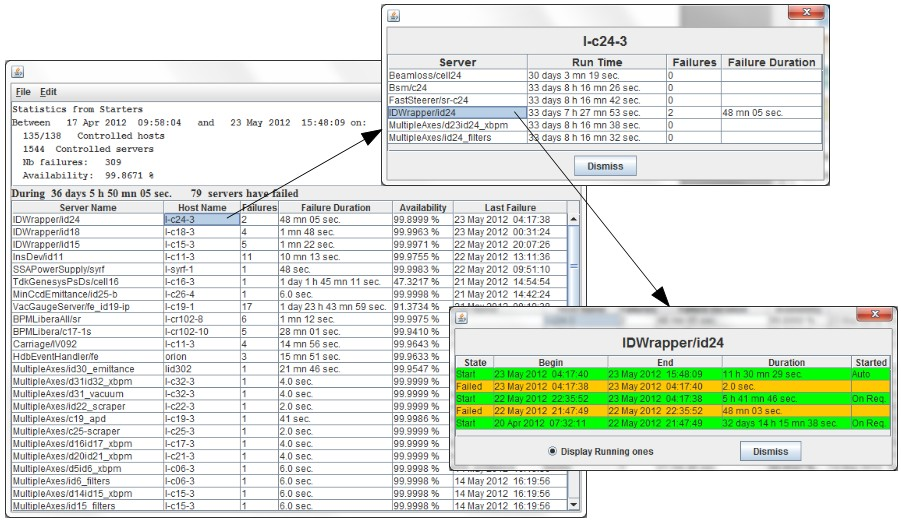 File Edit
Statistics from Starters
Between 17 Apr 2012 09:58:04 and 23 May 2012 15:48:09 on:
135/138 Controlled hosts
1544 Controlled servers
Nb failures: 309
Availability: 99.8671 %
During 36 days 5 h 50 mn 05 sec. 79 servers have failed
Server Name Host Name Failures Failure Duration Availability Last Failure
IDWrapper/id24 l-c24-3 2 48 mn 05 sec. 99.8999 % 23 May 2012 04:17:38
IDWrapper/id18 l-c18-3 4 1 mn 48 sec. 99.9963 % 23 May 2012 00:31:24
IDWrapper/id15 l-c15-3 5 1 mn 22 sec. 99.9971 % 22 May 2012 20:07:26
InsDev/id11 l-c11-3 11 10 mn 13 sec. 99.9755 % 22 May 2012 13:11:36
SSAPowerSupply/syrf l-syrf-1 1 48 sec. 99.9983 % 22 May 2012 09:51:10
TdkGenesysPsDs/cell16 l-c16-3 1 1 day 1 h 45 mn 11 sec. 47.3217 % 21 May 2012 14:54:54
MinCcdEmittance/id25-b l-c26-4 1 6.0 sec. 99.9998 % 21 May 2012 14:42:24
VacGaugeServer/fe_id19-ip l-c19-1 17 1 day 23 h 43 mn 59 sec. 91.3734 %
BPMLibera/All/sr l-cr102-8 6 1 mn 12 sec. 99.9975 %
BPMLibera/c17-1s l-cr102-10 5 28 mn 01 sec. 99.9410 %
Carriage/IV092 l-c11-3 4 14 mn 56 sec. 99.9643 %
HdbEventHandler/fe orion 3 15 mn 51 sec. 99.9633 %
MultipleAxes/id30_emittance lid302 1 21 mn 46 sec. 99.9547 %
MultipleAxes/d31id32_xbpm l-c32-3 1 4.0 sec. 99.9999 %
MultipleAxes/d31_vacuum l-c32-3 1 4.0 sec. 99.9999 %
MultipleAxes/id22_scraper l-c22-3 1 2.0 sec. 99.9999 %
MultipleAxes/c19_apd l-c19-3 1 41 sec. 99.9986 %
MultipleAxes/c25-scraper l-c25-3 1 2.0 sec. 99.9999 %
MultipleAxes/d16id17_xbpm l-c17-3 1 4.0 sec. 99.9999 %
MultipleAxes/d20id21_xbpm l-c21-3 1 4.0 sec. 99.9999 %
MultipleAxes/d5id6_xbpm l-c06-3 1 6.0 sec. 99.9998 %
MultipleAxes/id6_filters l-c06-3 1 6.0 sec. 99.9998 % 14 May 2012 16:19:56
MultipleAxes/d14id15_xbpm l-c15-3 1 6.0 sec. 99.9998 % 14 May 2012 16:19:56
MultipleAxes/id15_filters l-c15-3 1 6.0 sec. 99.9998 % 14 May 2012 16:19:56
l-c24-3
Server Run Time Failures Failure Duration
Beamloss/cell24 30 days 3 mn 19 sec. 0
Bsm/c24 33 days 8 h 16 mn 26 sec. 0
FastSteerer/sr-c24 33 days 8 h 16 mn 42 sec. 0
IDWrapper/id24 33 days 7 h 27 mn 53 sec. 2 48 mn 05 sec.
MultipleAxes/d23id24_xbpm 33 days 8 h 16 mn 38 sec. 0
MultipleAxes/id24_filters 33 days 8 h 16 mn 32 sec. 0
Dismiss
IDWrapper/id24
State Begin End Duration Started
Start 23 May 2012 04:17:40 23 May 2012 15:48:09 11 h 30 mn 29 sec. Auto
Failed 23 May 2012 04:17:38 23 May 2012 04:17:40 2.0 sec.
Start 22 May 2012 22:35:52 23 May 2012 04:17:38 5 h 41 mn 46 sec. On Req.
Failed 22 May 2012 21:47:49 22 May 2012 22:35:52 48 mn 03 sec.
Start 20 Apr 2012 07:32:11 22 May 2012 21:47:49 32 days 14 h 15 mn 38 sec. On Req.
Display Running ones Dismiss